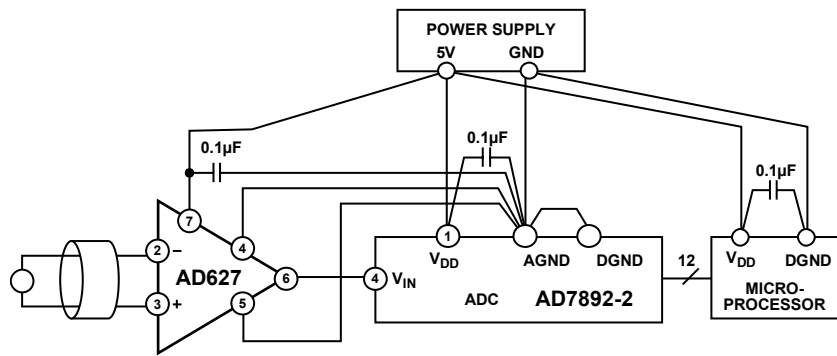 POWER SUPPLY
5V GND
0.1µF
0.1µF
0.1µF
7
2 –
4
AD627
6
3 +
5
1
VDD AGND DGND
4 VIN
ADC AD7892-2
12
VDD DGND
MICRO-
PROCESSOR